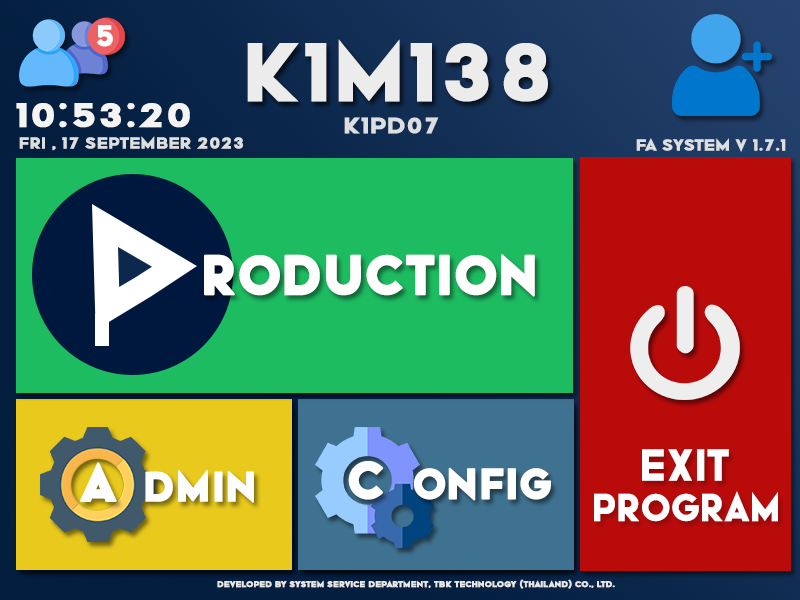 5
K1M138
10:53:20
K1PD07
FRI , 17 SEPTEMBER 2023
FA SYSTEM V 1.7.1
PRODUCTION
ADMIN
CONFIG
EXIT
PROGRAM
DEVELOPED BY SYSTEM SERVICE DEPARTMENT, TBK TECHNOLOGY (THAILAND) CO., LTD.